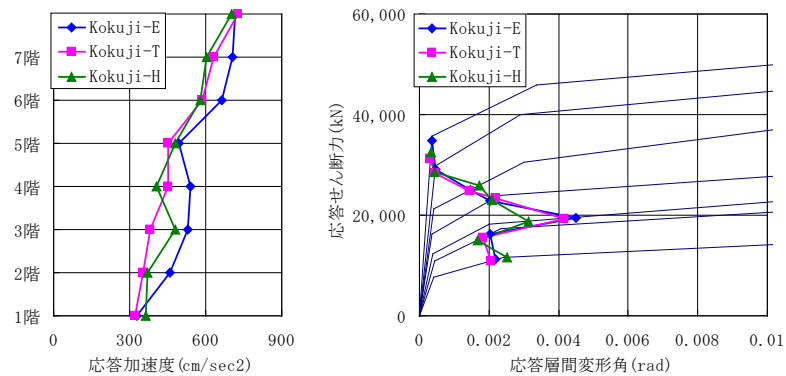 Kokuji-E
Kokuji-T
Kokuji-H
7階
6階
5階
4階
3階
2階
1階
0
300
600
900
応答加速度(cm/sec2)
Kokuji-E
Kokuji-T
Kokuji-H
60,000
40,000
20,000
0
応答せん断力(kN)
0
0.002
0.004
0.006
0.008
0.01
応答層間変形角(rad)